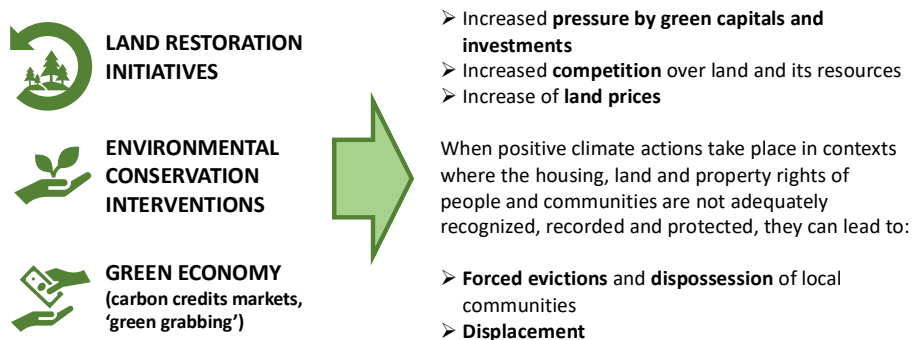 LAND RESTORATION
INITIATIVES
ENVIRONMENTAL
CONSERVATION
INTERVENTIONS
GREEN ECONOMY
(carbon credits markets,
‘green grabbing’)
➢ Increased pressure by green capitals and
investments
➢ Increased competition over land and its resources
➢ Increase of land prices
When positive climate actions take place in contexts
where the housing, land and property rights of
people and communities are not adequately
recognized, recorded and protected, they can lead to:
➢ Forced evictions and dispossession of local
communities
➢ Displacement